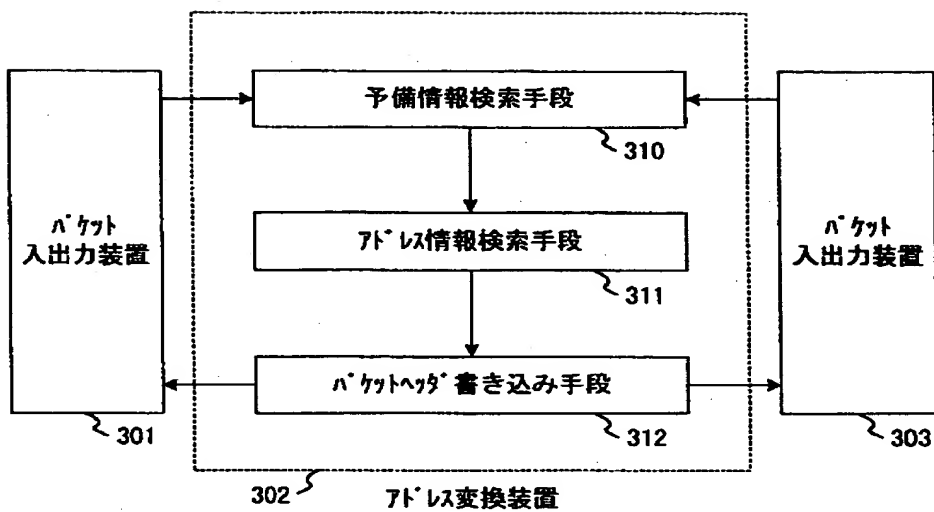 予備情報検索手段
310
パケット
入出力装置
301
アドレス情報検索手段
311
パケット
入出力装置
303
パケットヘッダ書き込み手段
312
302
アドレス変換装置